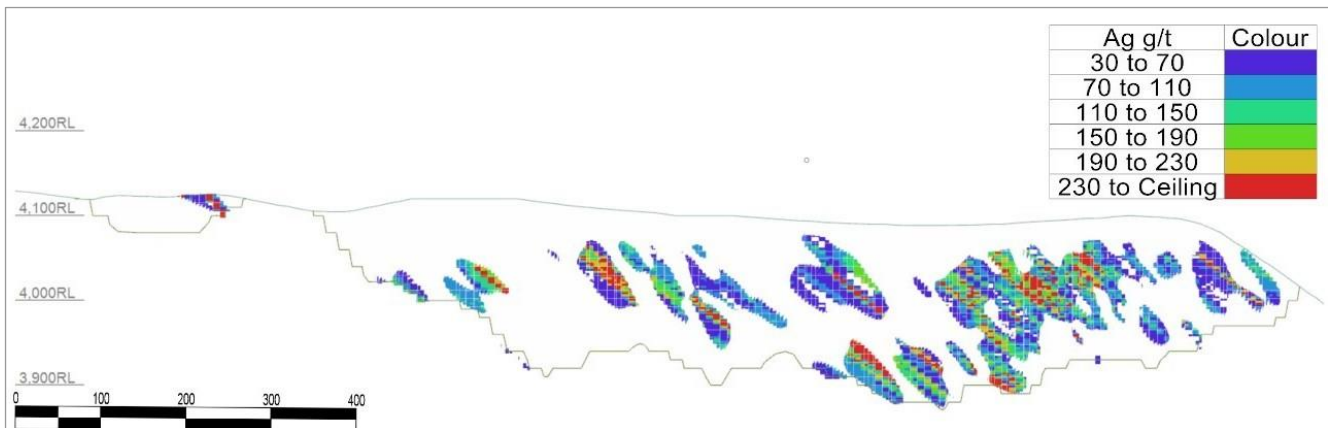 Ag g/t Colour
30 to 70
70 to 110
110 to 150
150 to 190
190 to 230
230 to Ceiling
4,200RL
4,100RL
4,000RL
3,900RL
0 100 200 300 400